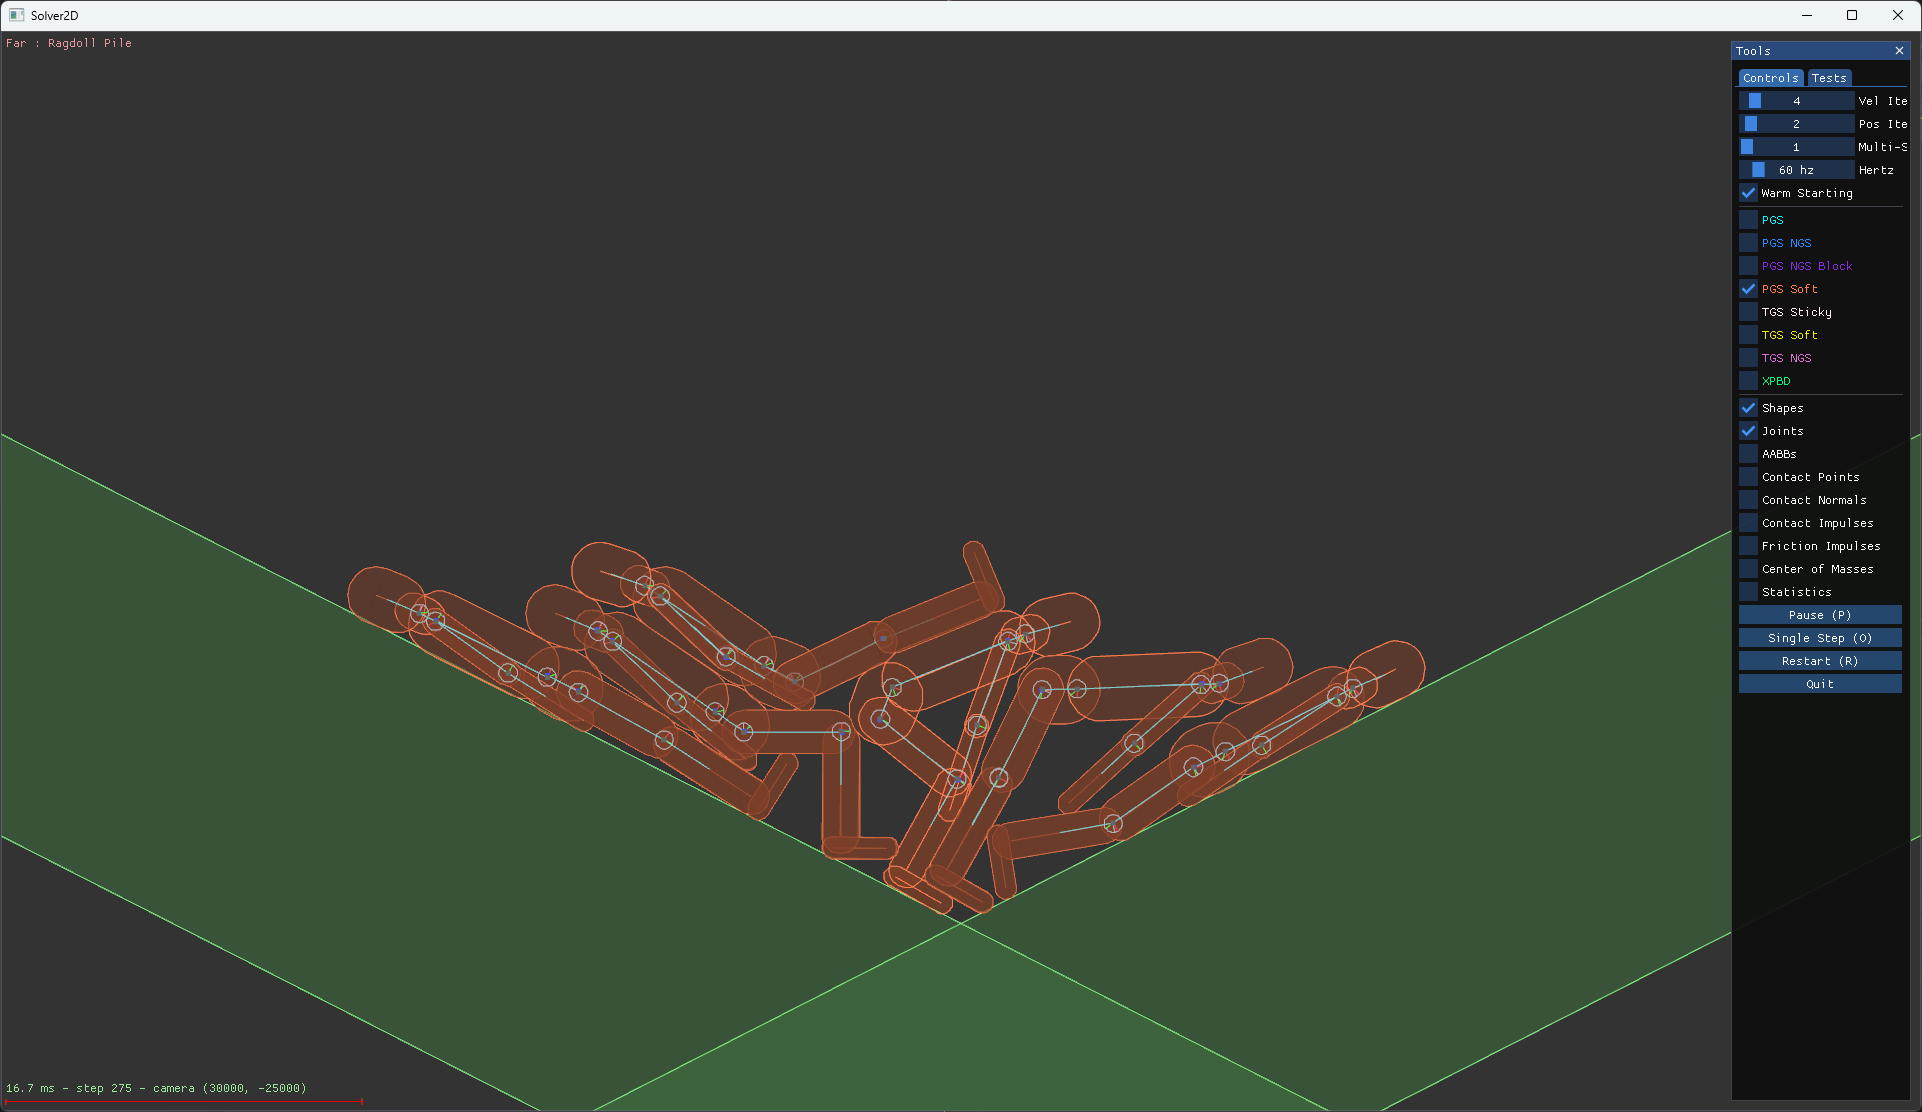 Solver2D
Far : Ragdoll Pile
Tools
Controls Tests
4 Vel Ite
2 Pos Ite
1 Multi-S
60 hz Hertz
Warm Starting
PGS
PGS NGS
PGS NGS Block
PGS Soft
TGS Sticky
TGS Soft
TGS NGS
XPBD
Shapes
Joints
AABBs
Contact Points
Contact Normals
Contact Impulses
Friction Impulses
Center of Masses
Statistics
Pause (P)
Single Step (O)
Restart (R)
Quit
16.7 ms - step 275 - camera (30000, -25000)